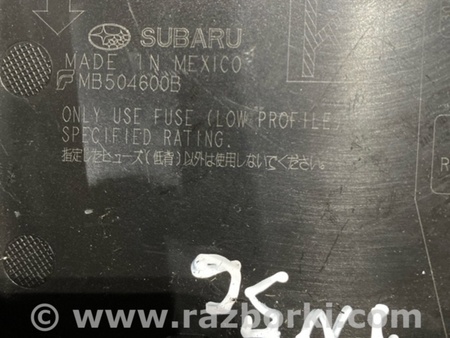 SUBARU
MADE IN MEXICO
MB504600B
ONLY USE FUSE (LOW PROFILE)
SPECIFIED RATING.
指定したヒューズ(低背)以外は使用しないでください。
R
© www.razborki.com